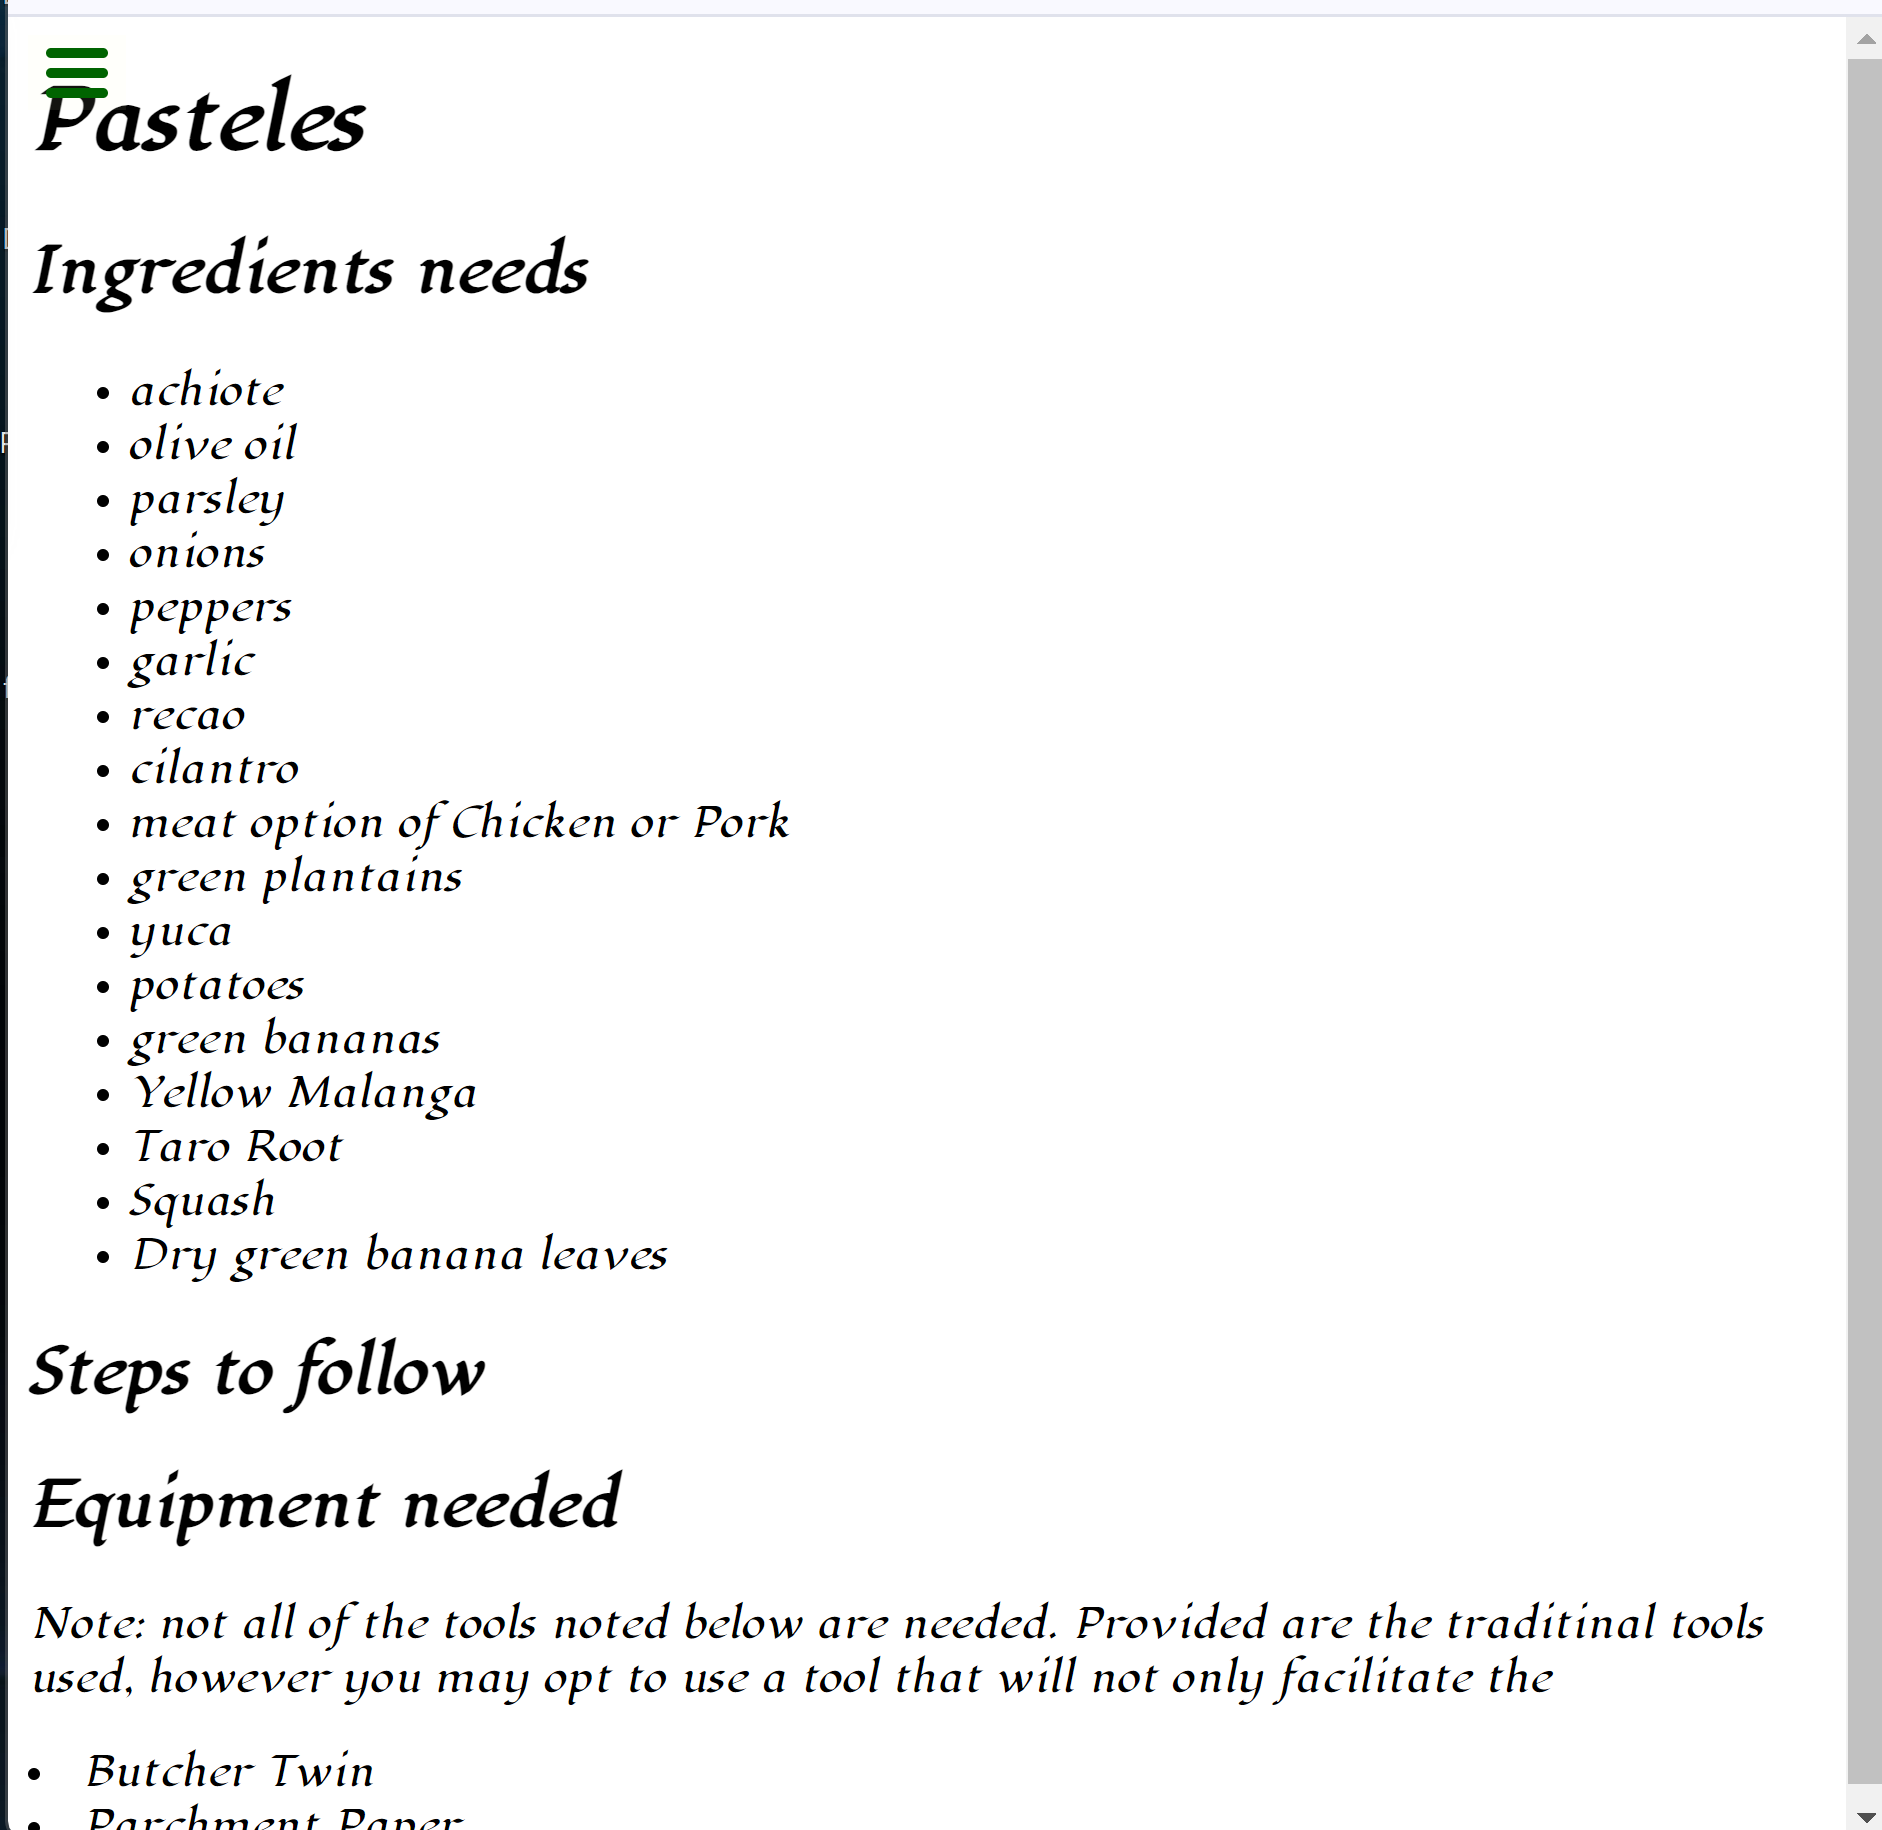 Pasteles
Ingredients needs
achiote
olive oil
parsley
onions
peppers
garlic
recao
cilantro
meat option of Chicken or Pork
green plantains
yuca
potatoes
green bananas
Yellow Malanga
Taro Root
Squash
Dry green banana leaves
Steps to follow
Equipment needed
Note: not all of the tools noted below are needed. Provided are the traditinal tools
used, however you may opt to use a tool that will not only facilitate the
Butcher Twin
Parchment Paper